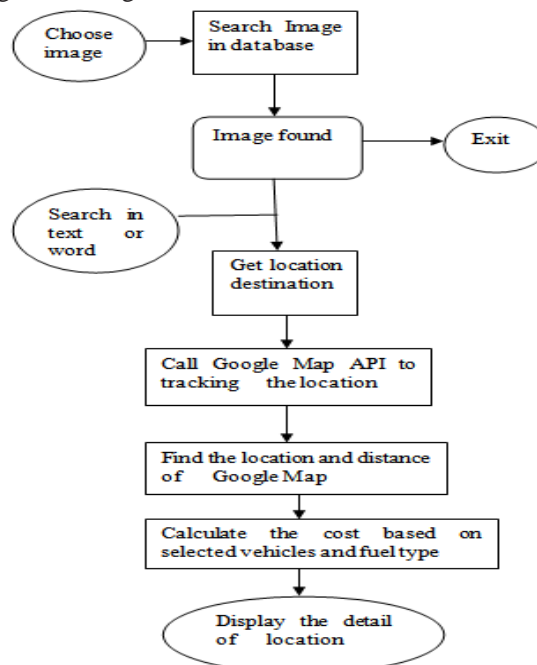 Choose
image
Search Image
in database
Image found
Exit
Search in
text or
word
Get location
destination
Call Google Map API to
tracking the location
Find the location and distance
of Google Map
Calculate the cost based on
selected vehicles and fuel type
Display the detail
of location